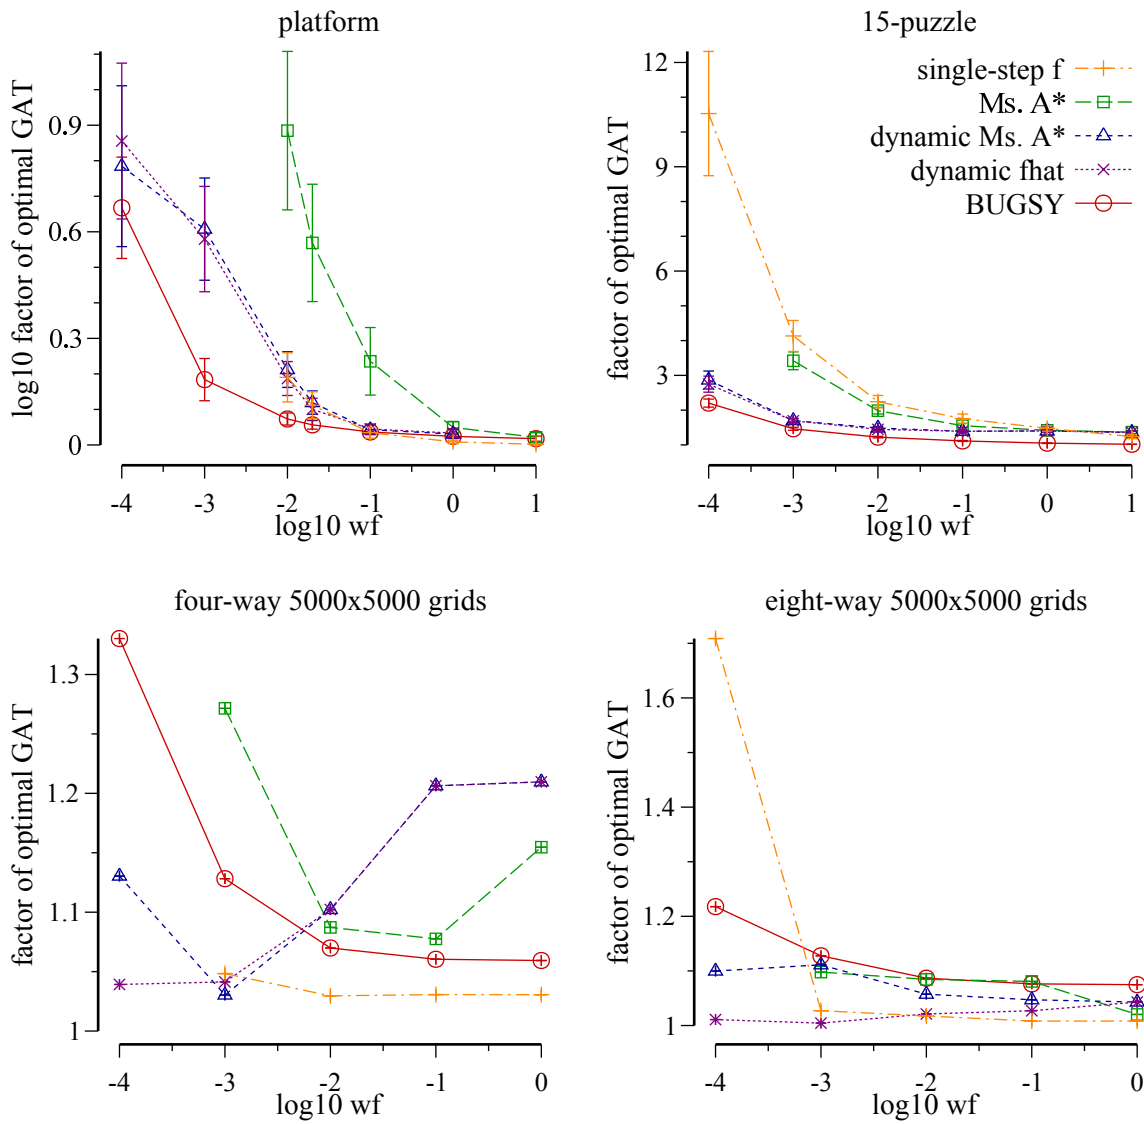 platform
log10 factor of optimal GAT
0.9
0.6
0.3
0
-4 -3 -2 -1 0 1
log10 wf
15-puzzle
factor of optimal GAT
12
9
6
3
single-step f
Ms. A*
dynamic Ms. A*
dynamic fhat
BUGSY
-4 -3 -2 -1 0 1
log10 wf
four-way 5000x5000 grids
factor of optimal GAT
1.3
1.2
1.1
1
-4 -3 -2 -1 0
log10 wf
eight-way 5000x5000 grids
factor of optimal GAT
1.6
1.4
1.2
1
-4 -3 -2 -1 0
log10 wf